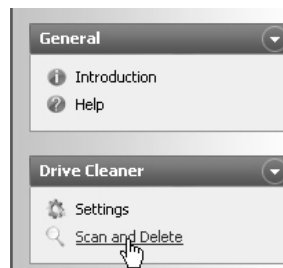 General
Introduction
Help
Drive Cleaner
Settings
Scan and Delete